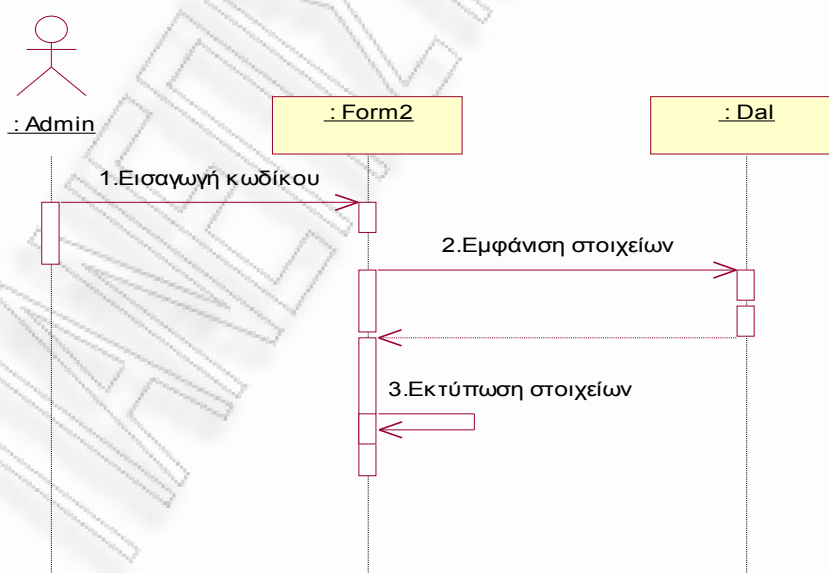 : Admin
: Form2
: Dal
1.Εισαγωγή κωδίκου
2.Εμφάνιση στοιχείων
3.Εκτύπωση στοιχείων